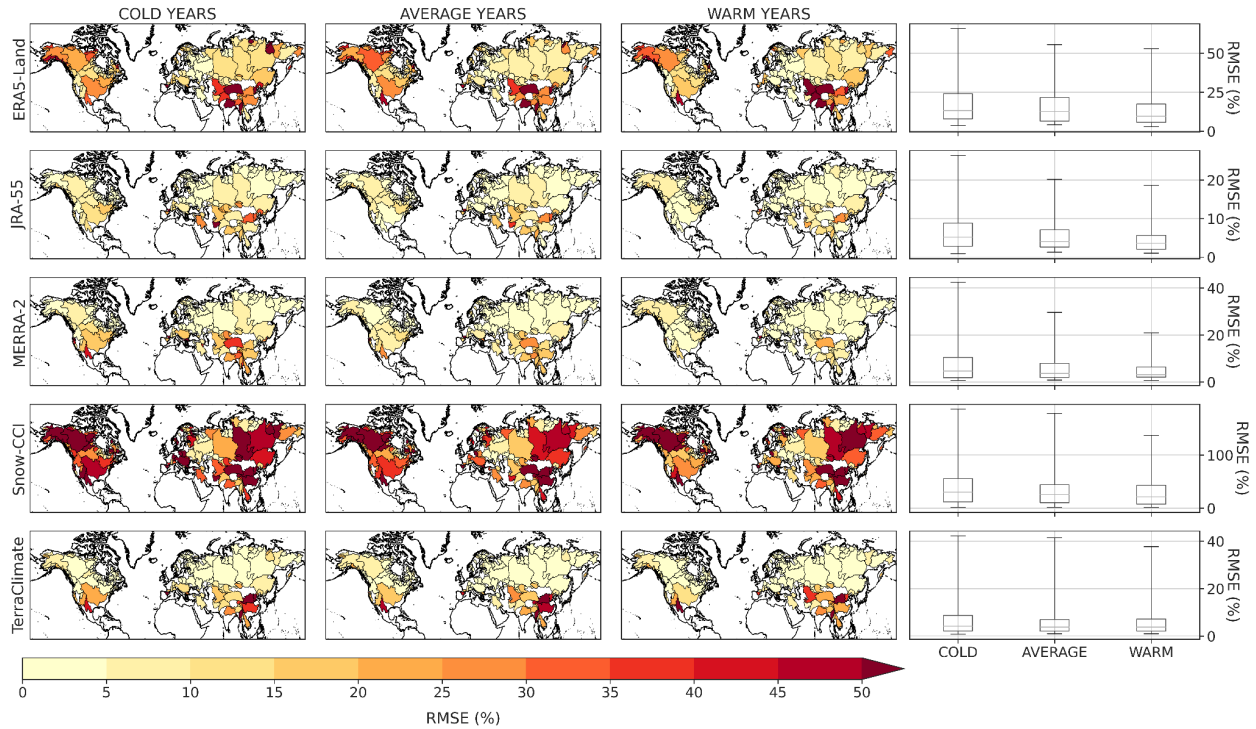 COLD YEARS AVERAGE YEARS WARM YEARS
ERA5-Land
50
25
0
RMSE (%)
JRA-55
20
10
0
RMSE (%)
MERRA-2
40
20
0
RMSE (%)
Snow-CCI
100
0
RMSE (%)
TerraClimate
40
20
0
RMSE (%)
COLD AVERAGE WARM
0 5 10 15 20 25 30 35 40 45 50
RMSE (%)